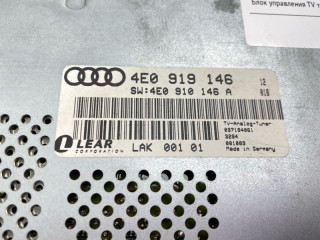 Блок управления TV т
4E0 919 146
SW:4E0 910 146 A
TV-Analog-Tuner
LEAR
CORPORATION
LAK 001 01
3204
Made in Germany